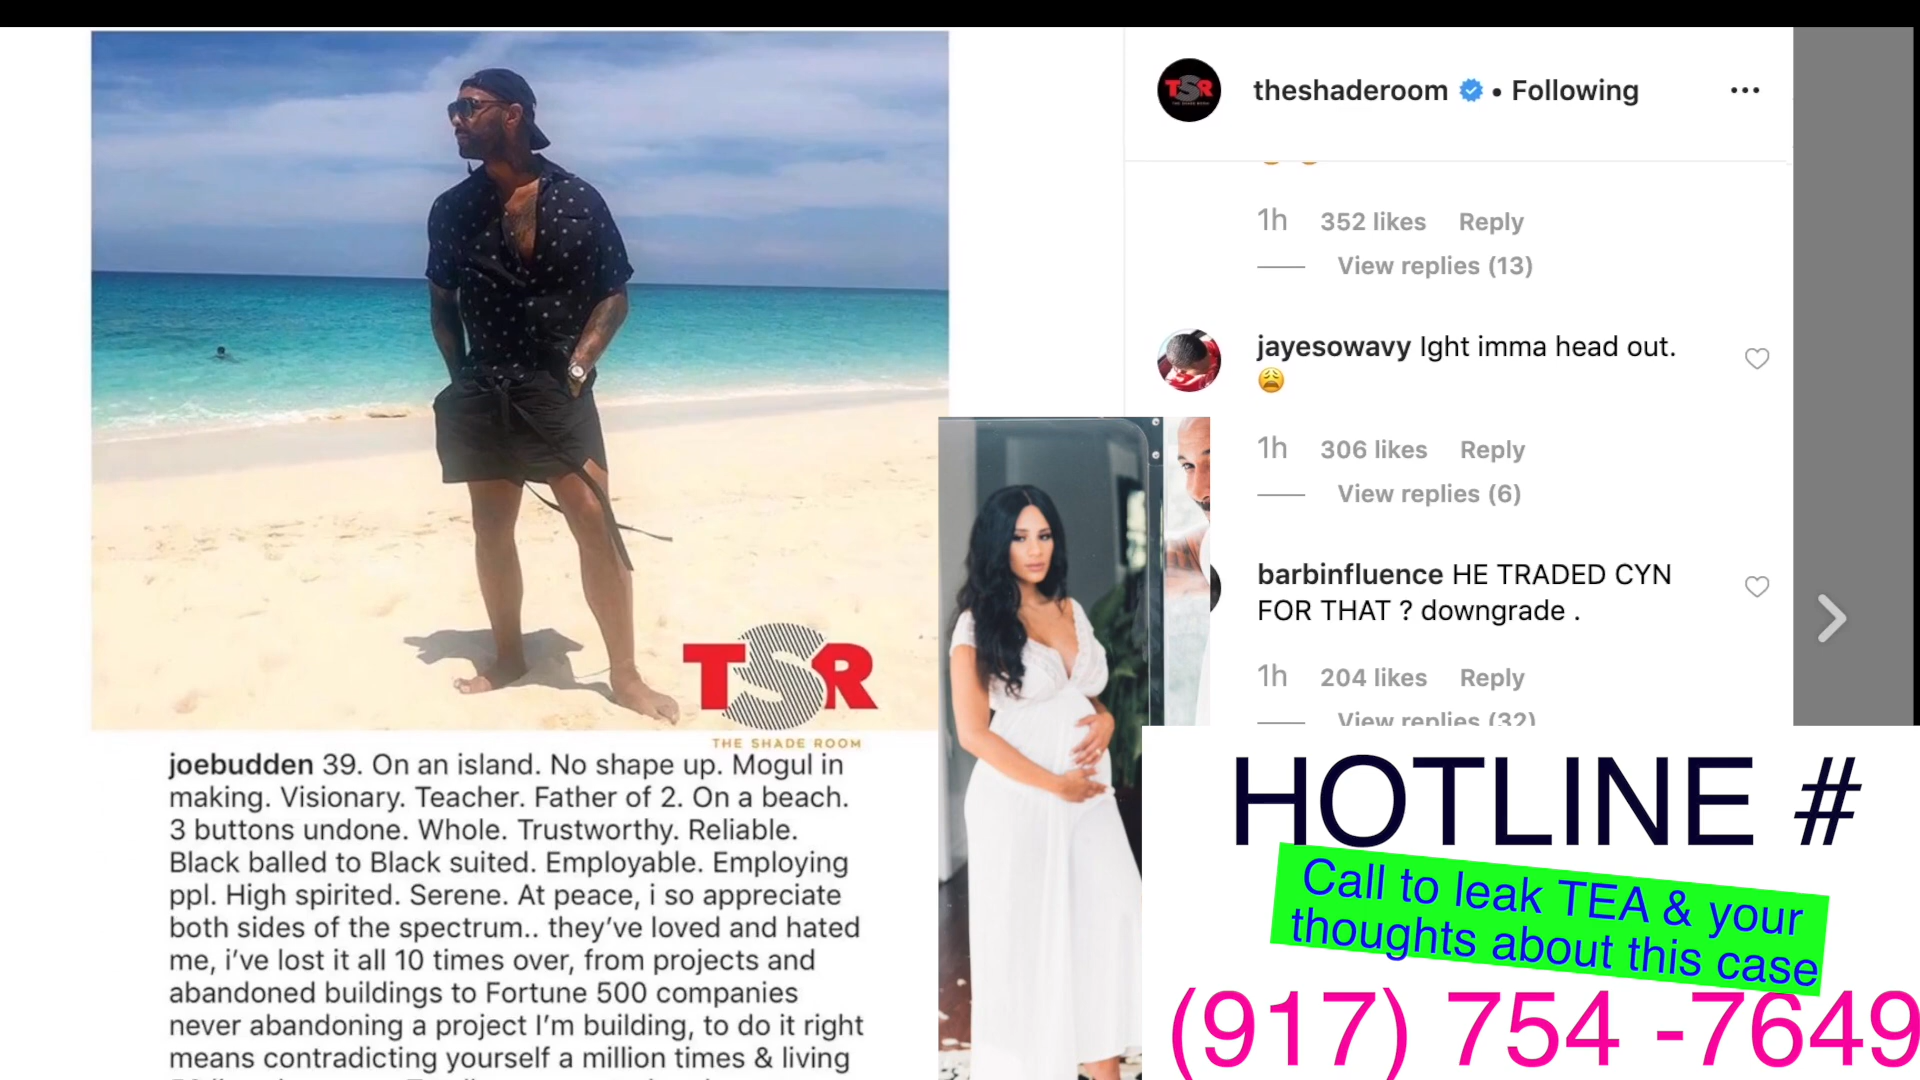 TSR
THE SHADE ROOM
joebudden 39. On an island. No shape up. Mogul in
making. Visionary. Teacher. Father of 2. On a beach.
3 buttons undone. Whole. Trustworthy. Reliable.
Black balled to Black suited. Employable. Employing
ppl. High spirited. Serene. At peace, i so appreciate
both sides of the spectrum.. they've loved and hated
me, i've lost it all 10 times over, from projects and
abandoned buildings to Fortune 500 companies
never abandoning a project I'm building, to do it right
means contradicting yourself a million times & living
TSR
theshaderoom • Following
1h 352 likes Reply
View replies (13)
jayesowavy Ight imma head out.
😩
1h 306 likes Reply
View replies (6)
barbinfluence HE TRADED CYN
FOR THAT ? downgrade .
1h 204 likes Reply
View replies (32)
HOTLINE #
Call to leak TEA & your
thoughts about this case
(917) 754 -7649